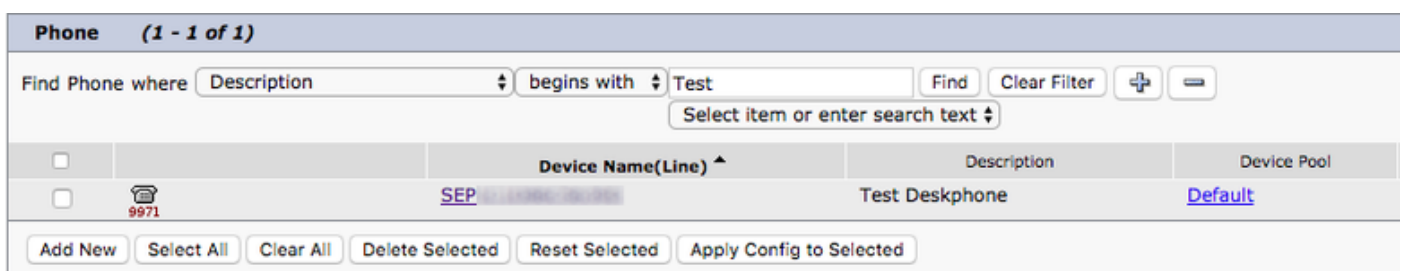 Phone (1 - 1 of 1)
Find Phone where Description begins with Test Find Clear Filter
Select item or enter search text
Device Name(Line) Description Device Pool
9971 SEP Test Deskphone Default
Add New Select All Clear All Delete Selected Reset Selected Apply Config to Selected